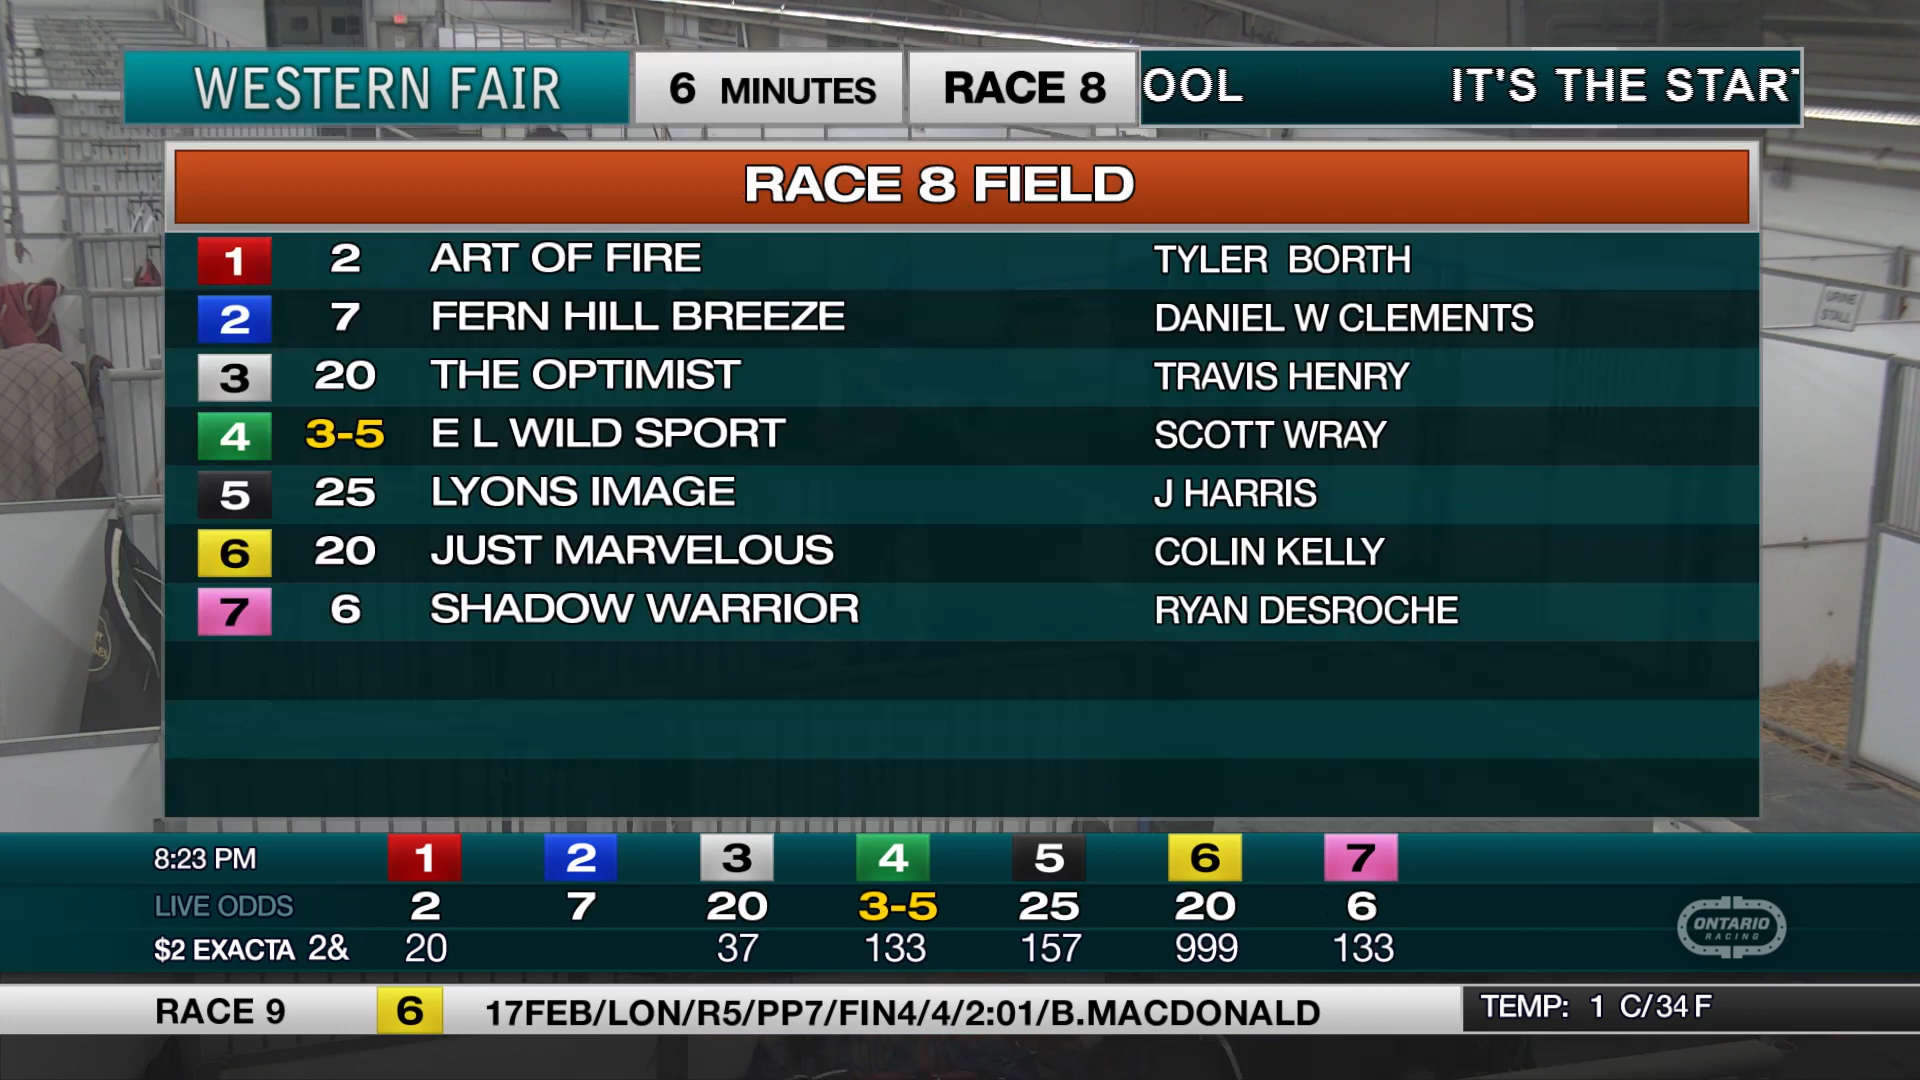 WESTERN FAIR 6 MINUTES RACE 8 OOL IT'S THE STAR
RACE 8 FIELD
1 2 ART OF FIRE TYLER BORTH
2 7 FERN HILL BREEZE DANIEL W CLEMENTS
3 20 THE OPTIMIST TRAVIS HENRY
4 3-5 E L WILD SPORT SCOTT WRAY
5 25 LYONS IMAGE J HARRIS
6 20 JUST MARVELOUS COLIN KELLY
7 6 SHADOW WARRIOR RYAN DESROCHE
URINE
STALL
8:23 PM 1 2 3 4 5 6 7
LIVE ODDS 2 7 20 3-5 25 20 6
$2 EXACTA 2& 20 37 133 157 999 133
ONTARIO
RACING
RACE 9 6 17FEB/LON/R5/PP7/FIN4/4/2:01/B.MACDONALD TEMP: 1 C/34 F